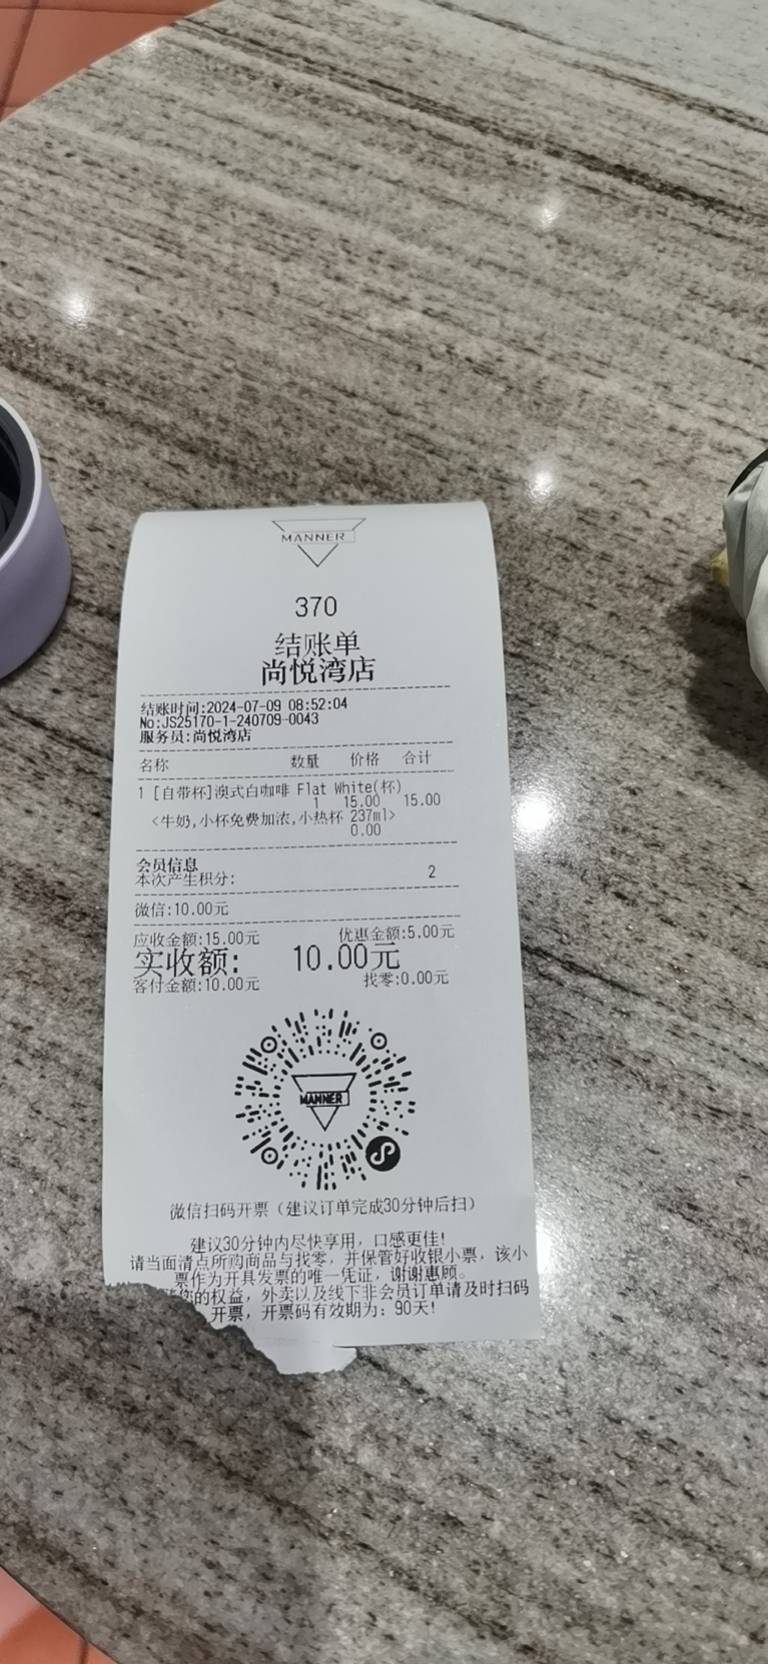 MANNER
370
结账单
尚悦湾店
结账时间:2024-07-09 08:52:04
No:JS25170-1-240709-0043
服务员:尚悦湾店
名称 数量 价格 合计
1 [自带杯]澳式白咖啡 Flat White(杯)
1 15.00 15.00
<牛奶,小杯免费加浓,小热杯 237ml>
0.00
会员信息
本次产生积分: 2
微信:10.00元
应收金额:15.00元 优惠金额:5.00元
实收额: 10.00元
客付金额:10.00元 找零:0.00元
MANNER
微信扫码开票（建议订单完成30分钟后扫）
建议30分钟内尽快享用，口感更佳!
请当面清点所购商品与找零，并保管好收银小票，该小
票作为开具发票的唯一凭证，谢谢惠顾。
您的权益，外卖以及线下非会员订单请及时扫码
开票，开票码有效期为：90天!